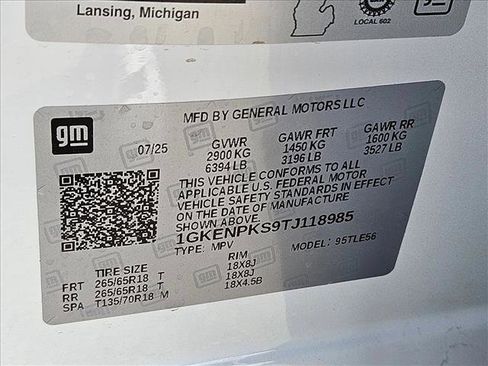 Lansing, Michigan
LOCAL 602
gm
gm
MFD BY GENERAL MOTORS LLC
07/25 GVWR GAWR FRT GAWR RR
2900 KG 1450 KG 1600 KG
6394 LB 3196 LB 3527 LB
THIS VEHICLE CONFORMS TO ALL
APPLICABLE U.S. FEDERAL MOTOR
VEHICLE SAFETY STANDARDS IN EFFECT
ON THE DATE OF MANUFACTURE
SHOWN ABOVE.
1GKENPKS9TJ118985
TYPE: MPV MODEL: 95TLE56
TIRE SIZE RIM
FRT 265/65R18 T 18X8J
RR 265/65R18 T 18X8J
SPA T135/70R18 M 18X4.5B